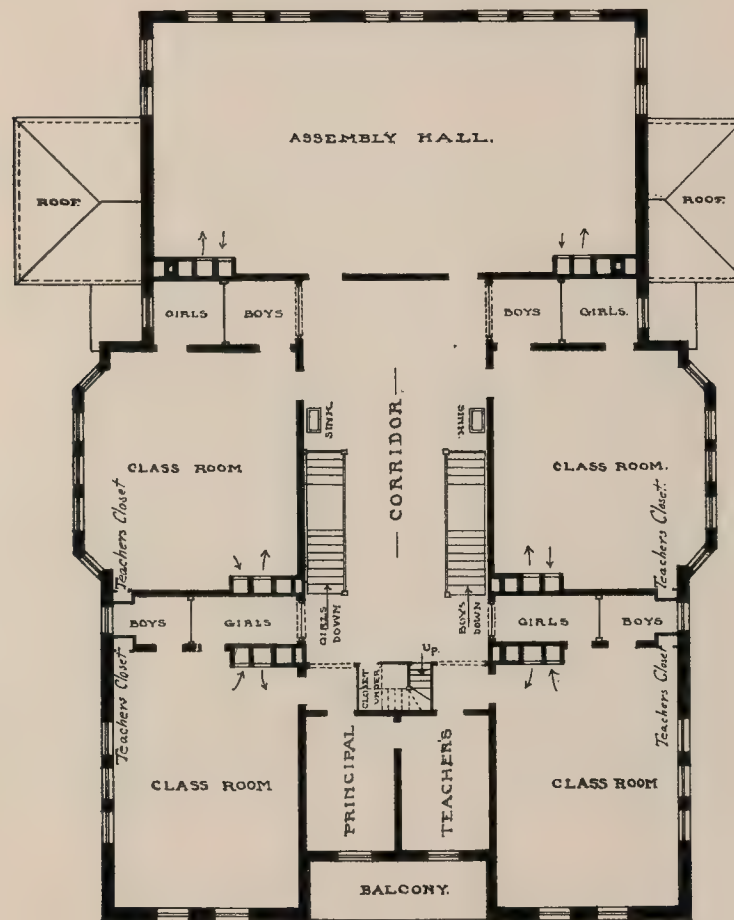 ASSEMBLY HALL.
ROOF.
ROOF.
GIRLS
BOYS
BOYS
GIRLS.
SINK.
SINK
CORRIDOR
CLASS ROOM
CLASS ROOM.
Teachers Closet
Teachers Closet.
BOYS
GIRLS
GIRLS
DOWN
BOYS
DOWN
GIRLS
BOYS
Up.
CLOSET
UNDER
Teachers Closet
Teachers Closet
CLASS ROOM
PRINCIPAL
TEACHER'S
CLASS ROOM
BALCONY.